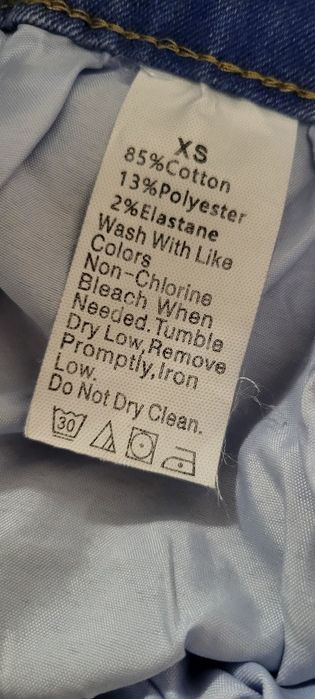 XS
85%Cotton
13%Polyester
2%Elastane
Wash With Like
Colors
Non-Chlorine
Bleach When
Needed.Tumble
Dry Low,Remove
Promptly,Iron
Low.
Do Not Dry Clean.
30